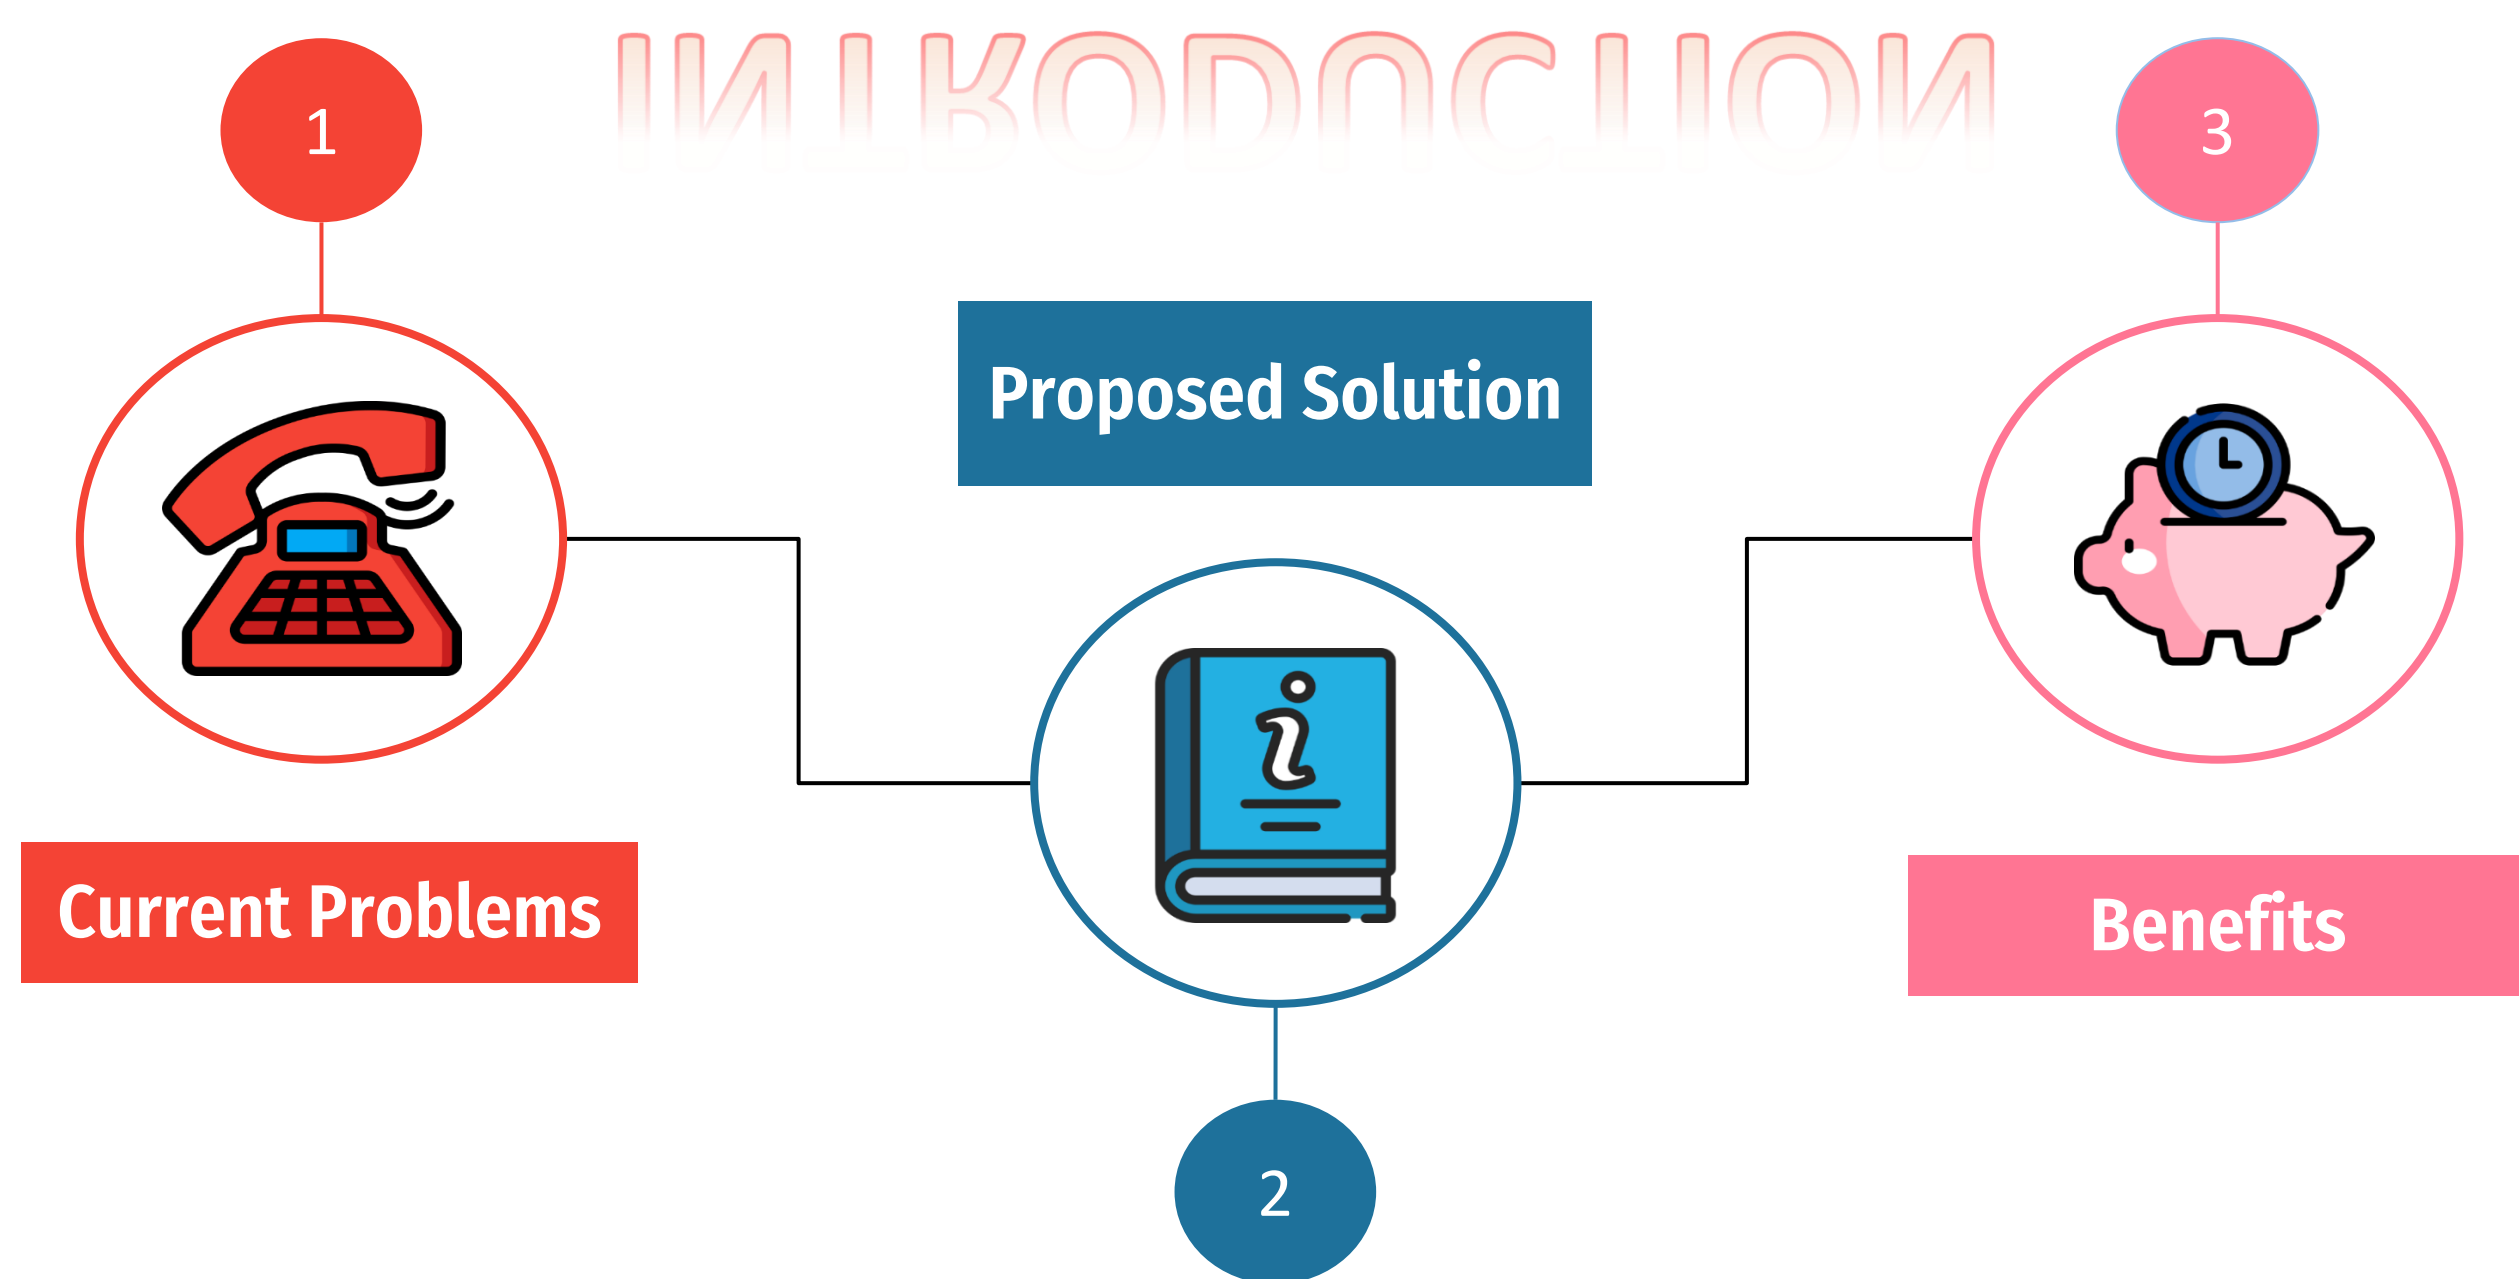 INTRODUCTION
1
Current Problems
Proposed Solution
2
3
Benefits
i